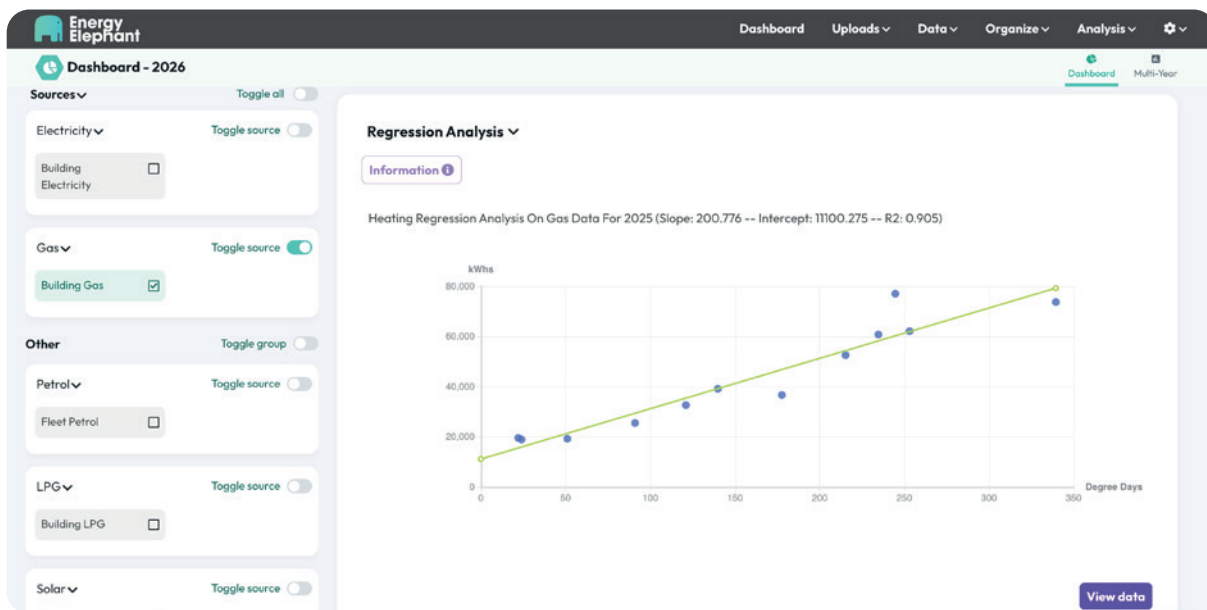 Energy
Elephant
Dashboard
Uploads
Data
Organize
Analysis
Dashboard - 2026
Dashboard
Multi-Year
Sources
Toggle all
Electricity
Toggle source
Building
Electricity
Gas
Toggle source
Building Gas
Other
Toggle group
Petrol
Toggle source
Fleet Petrol
LPG
Toggle source
Building LPG
Solar
Toggle source
Regression Analysis
Information
Heating Regression Analysis On Gas Data For 2025 (Slope: 200.776 -- Intercept: 11100.275 -- R2: 0.905)
kWhs
80,000
60,000
40,000
20,000
0
0 50 100 150 200 250 300 350
Degree Days
View data